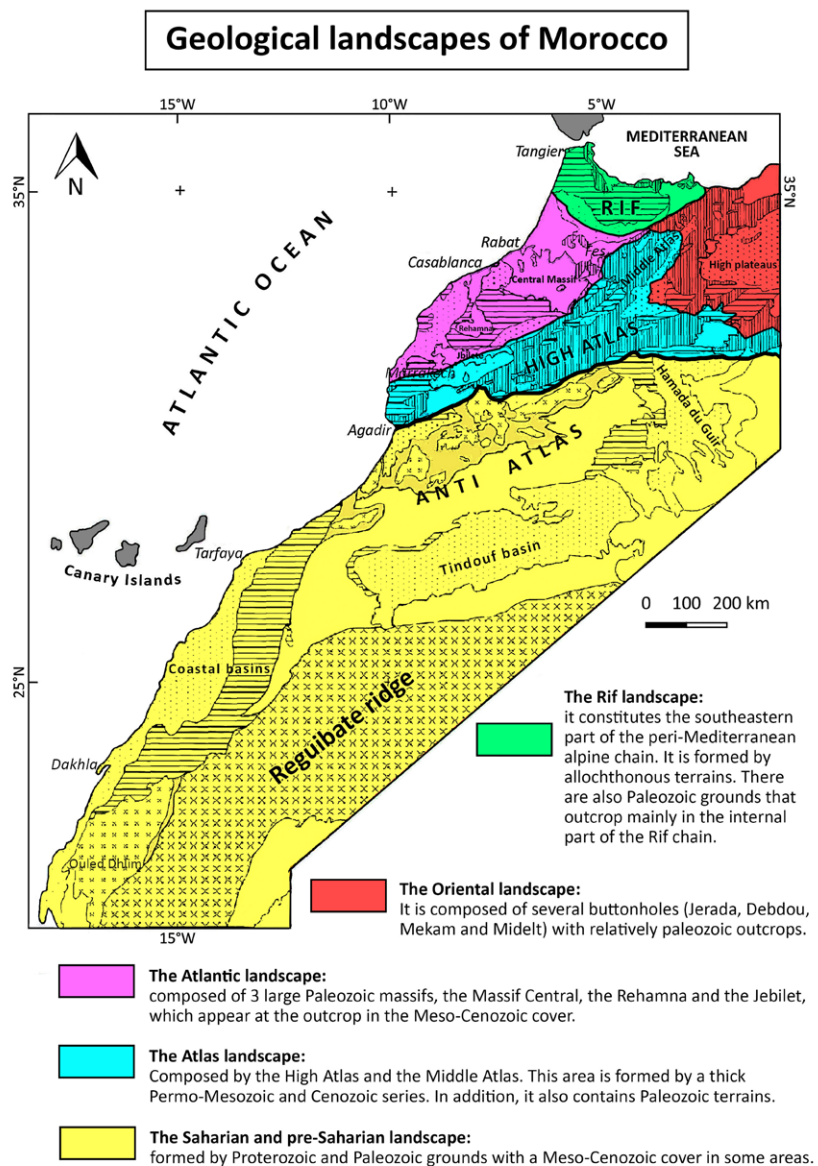 Geological landscapes of Morocco
15°W
10°W
5°W
MEDITERRANEAN
SEA
Tangier
N
35°N
35°N
RIF
ATLANTIC OCEAN
Rabat
Fes
Casablanca
Middle Atlas
High plateaus
Central Massif
Rehamna
Jbilete
Marrakech
HIGH ATLAS
Agadir
Hamada du Guir
ANTI ATLAS
Tarfaya
Canary Islands
Tindouf basin
0 100 200 km
Coastal basins
25°N
Reguibate ridge
Dakhla
Ouled Dhlim
15°W
The Rif landscape:
it constitutes the southeastern
part of the peri-Mediterranean
alpine chain. It is formed by
allochthonous terrains. There
are also Paleozoic grounds that
outcrop mainly in the internal
part of the Rif chain.
The Oriental landscape:
It is composed of several buttonholes (Jerada, Debdou,
Mekam and Midelt) with relatively paleozoic outcrops.
The Atlantic landscape:
composed of 3 large Paleozoic massifs, the Massif Central, the Rehamna and the Jebilet,
which appear at the outcrop in the Meso-Cenozoic cover.
The Atlas landscape:
Composed by the High Atlas and the Middle Atlas. This area is formed by a thick
Permo-Mesozoic and Cenozoic series. In addition, it also contains Paleozoic terrains.
The Saharian and pre-Saharian landscape:
formed by Proterozoic and Paleozoic grounds with a Meso-Cenozoic cover in some areas.